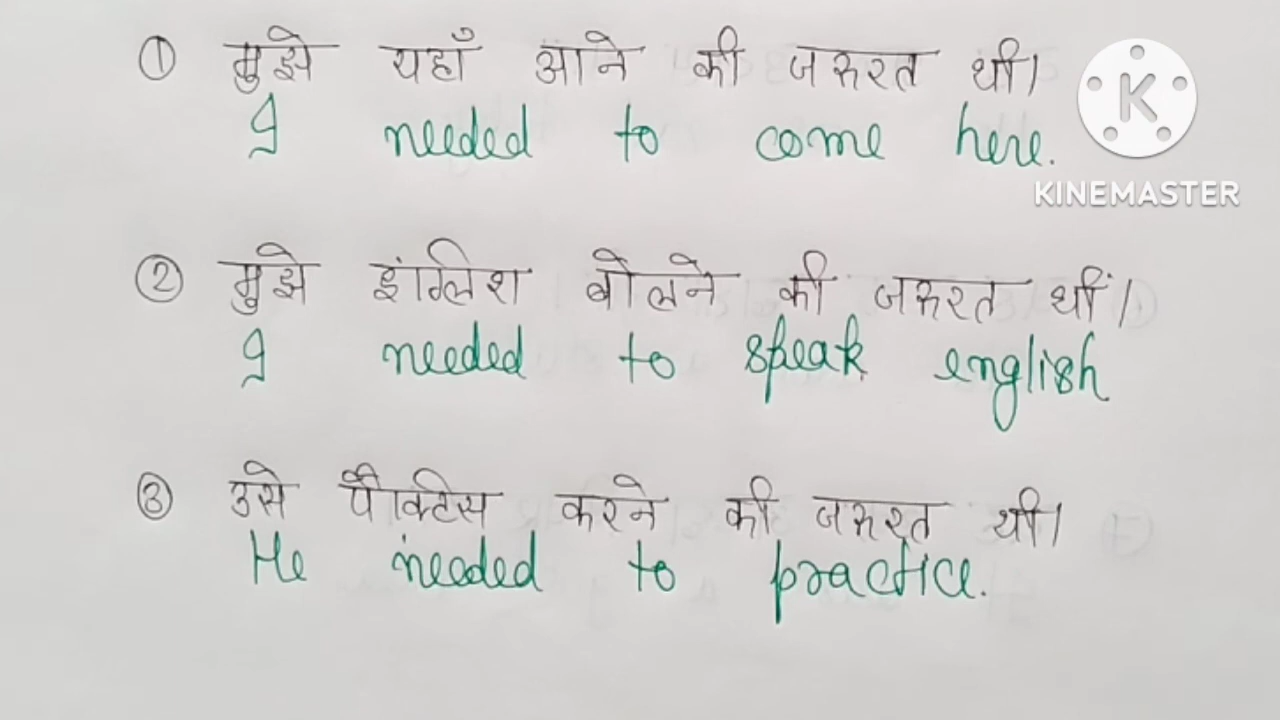 ① मुझे यहाँ आने की जरूरत थी।
I needed to come here.
K
KINEMASTER
② मुझे इंग्लिश बोलने की जरूरत थीं।
I needed to speak english
③ उसे पैक्टिस करने की जरूरत थी।
He needed to practice.